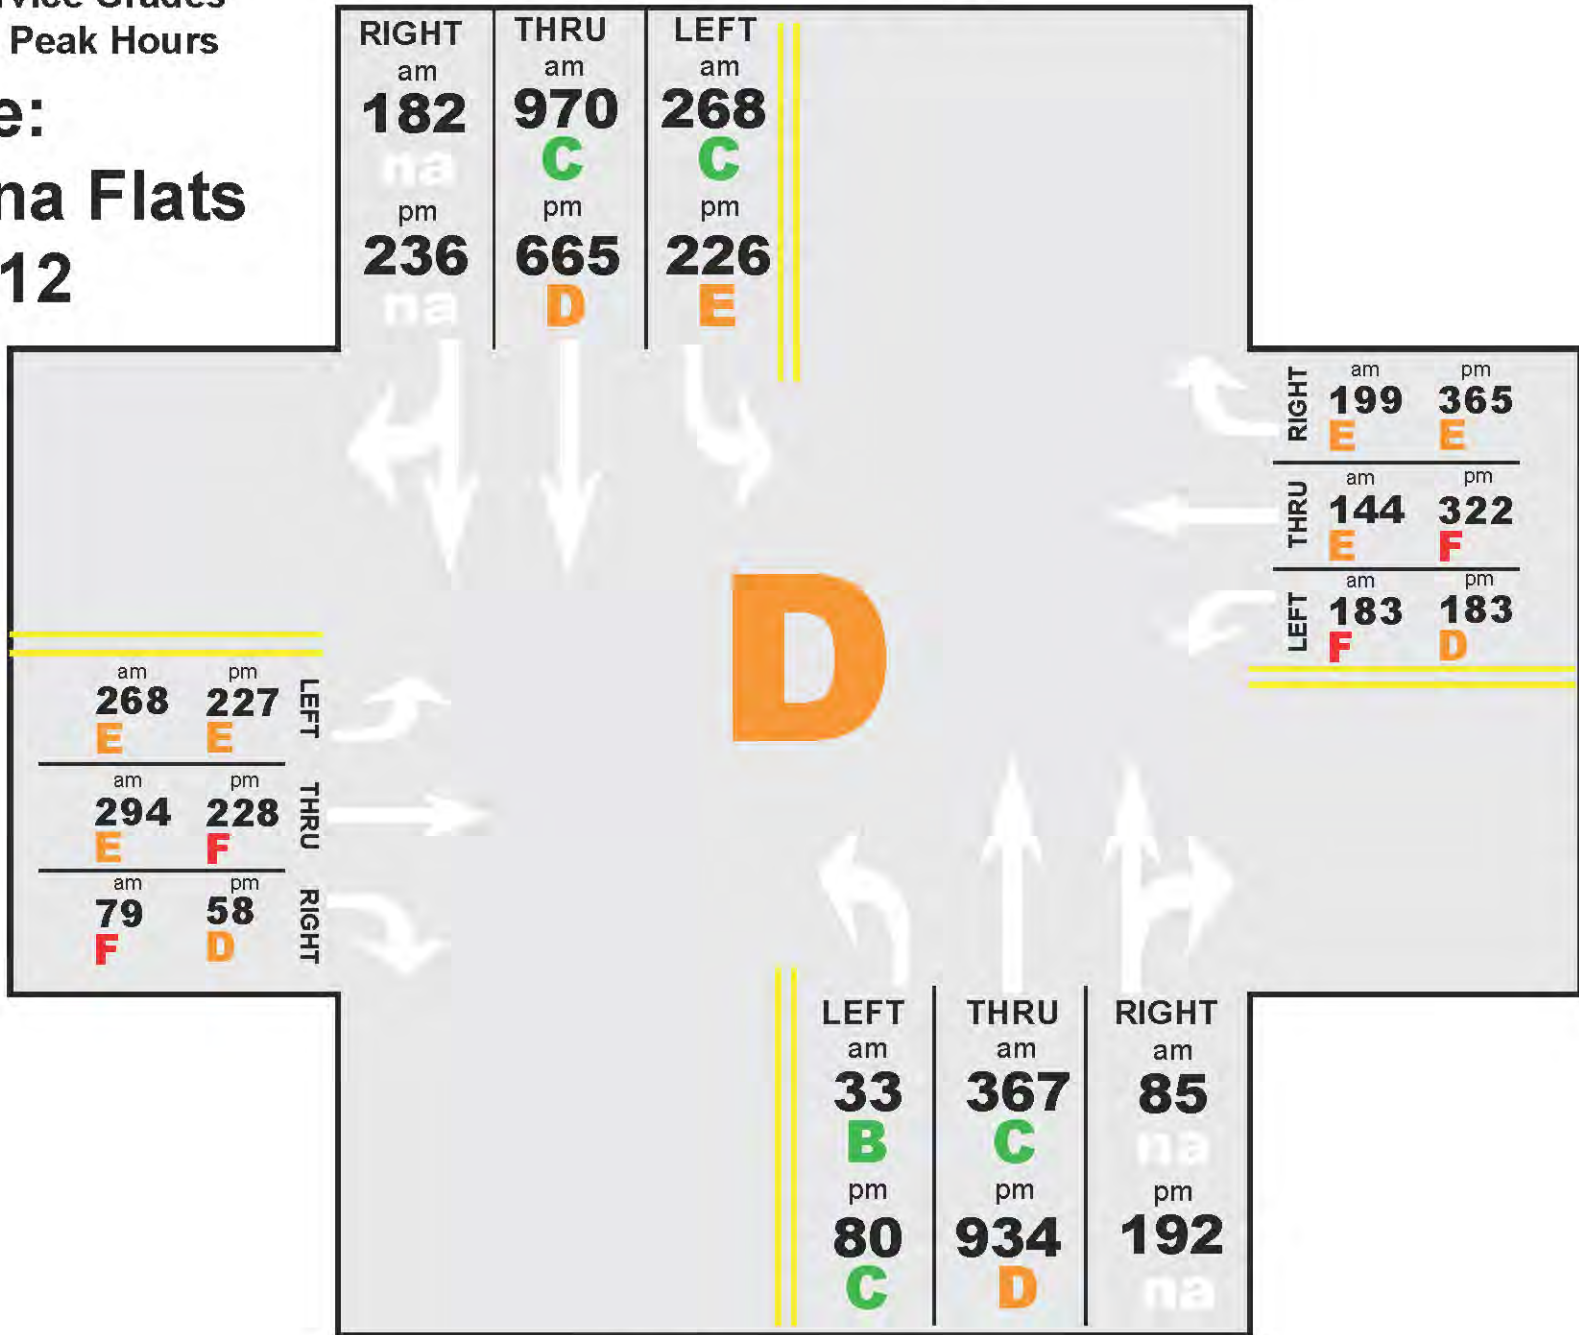 rvice Grades
Peak Hours
e:
na Flats
12
RIGHT THRU LEFT
am am am
182 970 268
na C C
pm pm pm
236 665 226
na D E
RIGHT
am pm
199 365
E E
THRU
am pm
144 322
E F
LEFT
am pm
183 183
F D
D
am pm
268 227
E E
LEFT
am pm
294 228
E F
THRU
am pm
79 58
F D
RIGHT
LEFT THRU RIGHT
am am am
33 367 85
B C na
pm pm pm
80 934 192
C D na